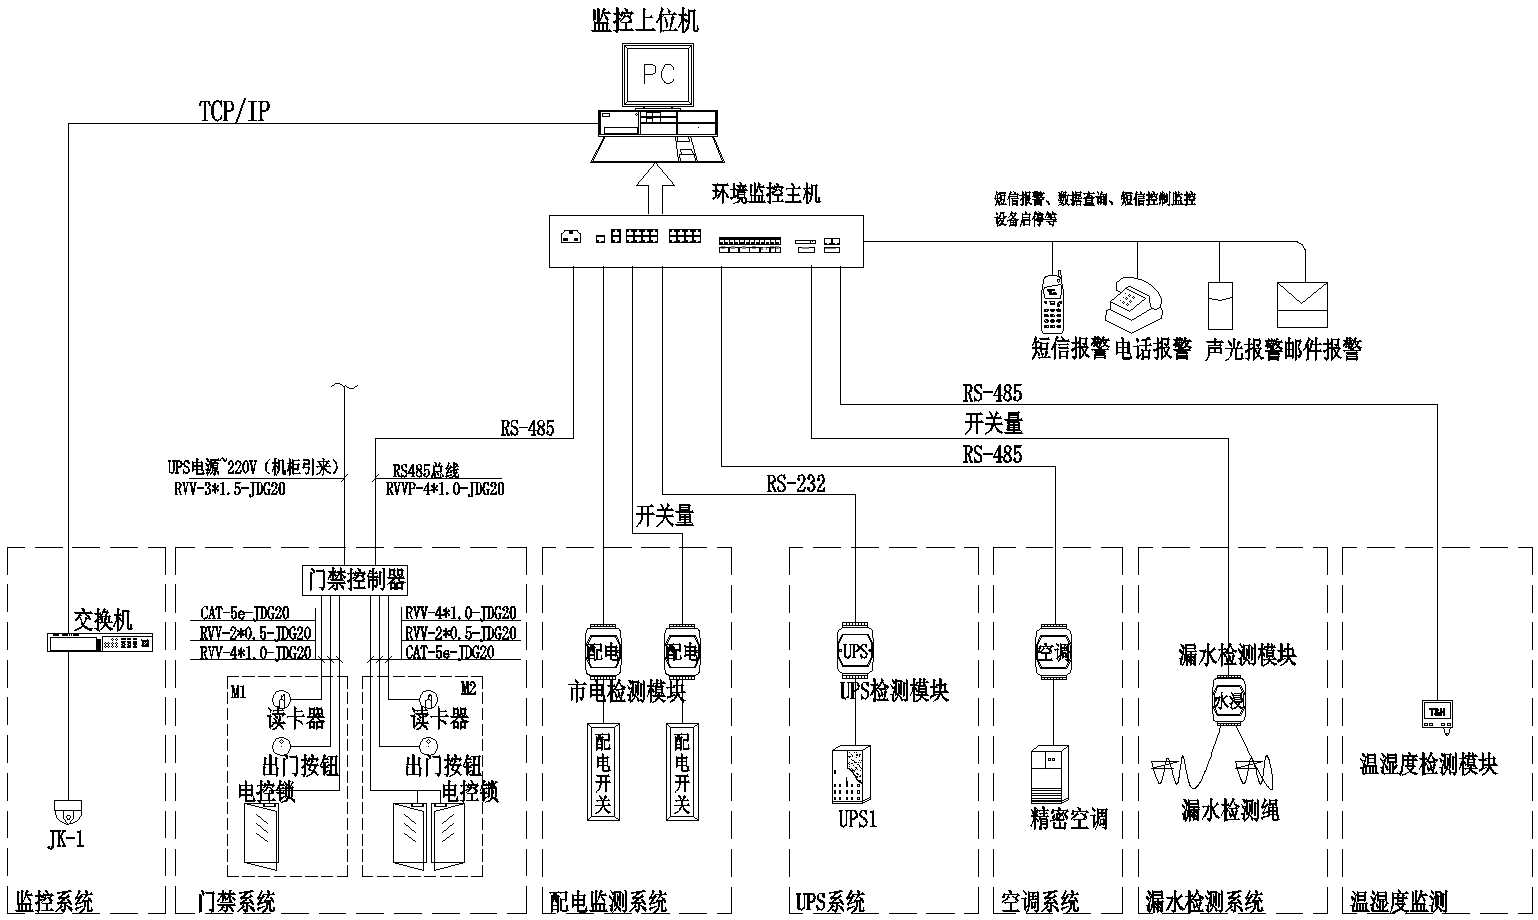 监控上位机
PC
TCP/IP
环境监控主机
短信报警、数据查询、短信控制监控
设备启停等
短信报警
电话报警
声光报警
邮件报警
RS-485
开关量
RS-485
RS-485
RS-232
UPS电源~220V（机柜引来）
RVV-3*1.5-JDG20
RS485总线
RVVP-4*1.0-JDG20
开关量
门禁控制器
交换机
CAT-5e-JDG20
RVV-2*0.5-JDG20
RVV-4*1.0-JDG20
RVV-4*1.0-JDG20
RVV-2*0.5-JDG20
CAT-5e-JDG20
配电
配电
UPS
空调
漏水检测模块
M1
M2
市电检测模块
UPS检测模块
水浸
T&H
读卡器
读卡器
出门按钮
出门按钮
配电开关
配电开关
温湿度检测模块
电控锁
电控锁
JK-1
UPS1
精密空调
漏水检测绳
监控系统
门禁系统
配电监测系统
UPS系统
空调系统
漏水检测系统
温湿度监测